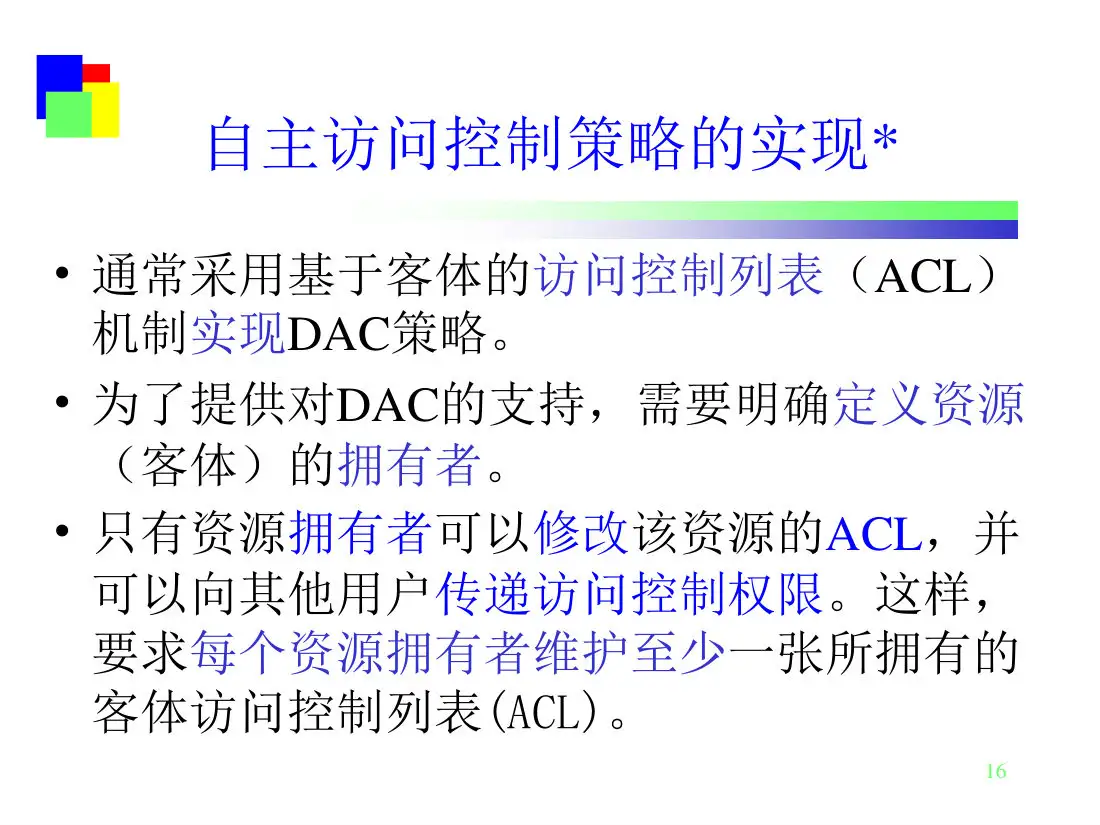 自主访问控制策略的实现*
• 通常采用基于客体的访问控制列表（ACL）
机制实现DAC策略。
• 为了提供对DAC的支持，需要明确定义资源
（客体）的拥有者。
• 只有资源拥有者可以修改该资源的ACL，并
可以向其他用户传递访问控制权限。这样，
要求每个资源拥有者维护至少一张所拥有的
客体访问控制列表(ACL)。
16